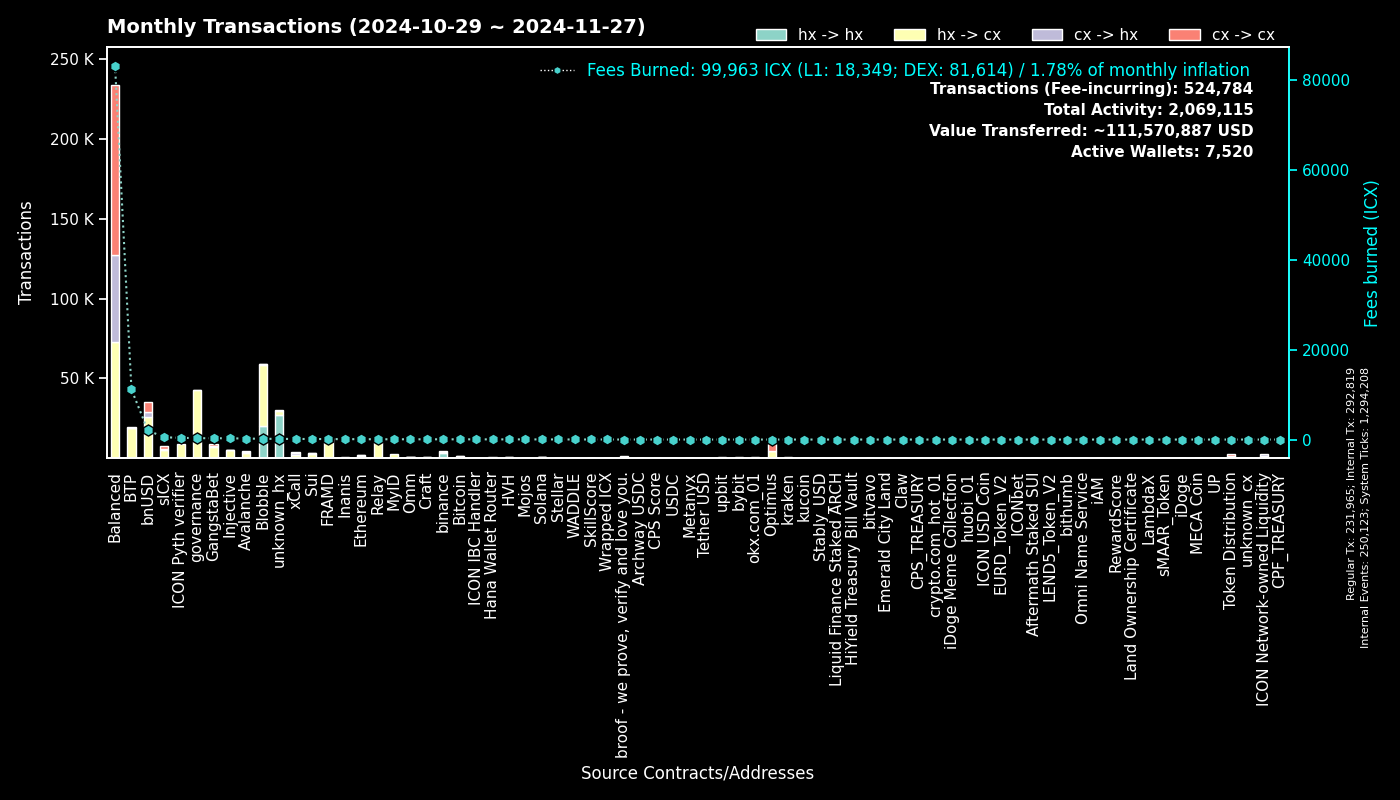 Monthly Transactions (2024-10-29 ~ 2024-11-27)
hx -> hx
hx -> cx
cx -> hx
cx -> cx
Fees Burned: 99,963 ICX (L1: 18,349; DEX: 81,614) / 1.78% of monthly inflation
Transactions (Fee-incurring): 524,784
Total Activity: 2,069,115
Value Transferred: ~111,570,887 USD
Active Wallets: 7,520
Transactions
250 K
200 K
150 K
100 K
50 K
80000
60000
40000
20000
0
Fees burned (ICX)
Regular Tx: 231,965; Internal Tx: 292,819
Internal Events: 250,123; System Ticks: 1,294,208
Balanced
BTP
bnUSD
sICX
ICON Pyth verifier
governance
GangstaBet
Injective
Avalanche
Blobble
unknown_hx
xCall
Sui
FRAMD
Inanis
Ethereum
Relay
MyID
Omm
Craft
binance
Bitcoin
ICON IBC Handler
Hana Wallet Router
HVH
Mojos
Solana
Stellar
WADDLE
SkillScore
Wrapped ICX
broof - we prove, verify and love you.
Archway USDC
CPS Score
USDC
Metanyx
Tether USD
upbit
bybit
okx.com_01
Optimus
kraken
kucoin
Stably_USD
Liquid Finance Staked ARCH
HiYield Treasury Bill Vault
bitvavo
Emerald City Land
Claw
CPS_TREASURY
crypto.com_hot_01
iDoge Meme Collection
huobi_01
ICON USD Coin
EURD_Token_V2
ICONbet
Aftermath Staked SUI
LEND5_Token_V2
bithumb
Omni Name Service
iAM
RewardScore
Land Ownership Certificate
LambdaX
sMAAR_Token
iDoge
MECA Coin
UP
Token Distribution
unknown_cx
ICON Network-owned Liquidity
CPF_TREASURY
Source Contracts/Addresses